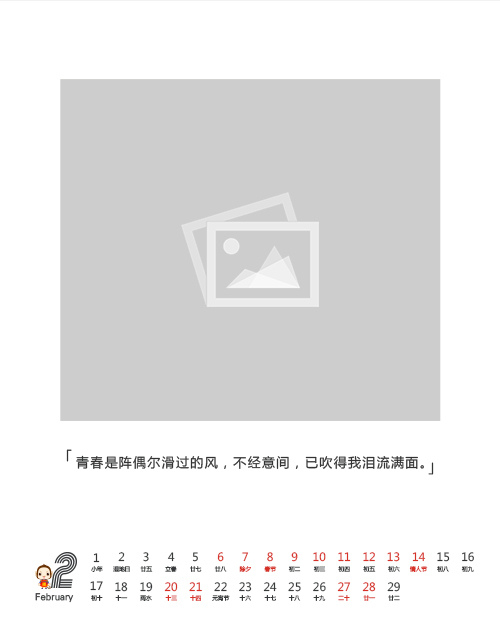 「青春是阵偶尔滑过的风，不经意间，已吹得我泪流满面。」
1 2 3 4 5 6 7 8 9 10 11 12 13 14 15 16
小年 湿地日 廿五 立春 廿七 廿八 除夕 春节 初二 初三 初四 初五 初六 情人节 初八 初九
2
17 18 19 20 21 22 23 24 25 26 27 28 29
February
初十 十一 雨水 十三 十四 元宵节 十六 十七 十八 十九 二十 廿一 廿二